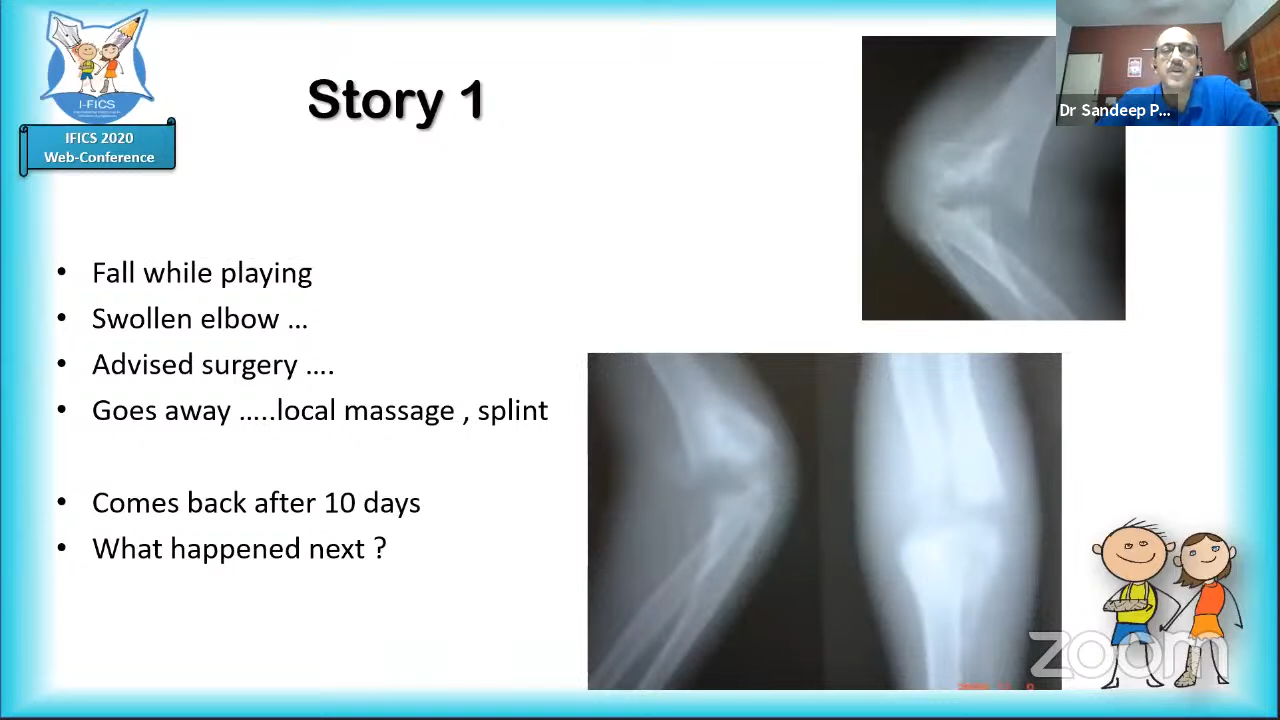 I-FICS
IFICS 2020
Web-Conference
Story 1
Dr Sandeep P...
• Fall while playing
• Swollen elbow ...
• Advised surgery ....
• Goes away .....local massage , splint
• Comes back after 10 days
• What happened next ?
zoom